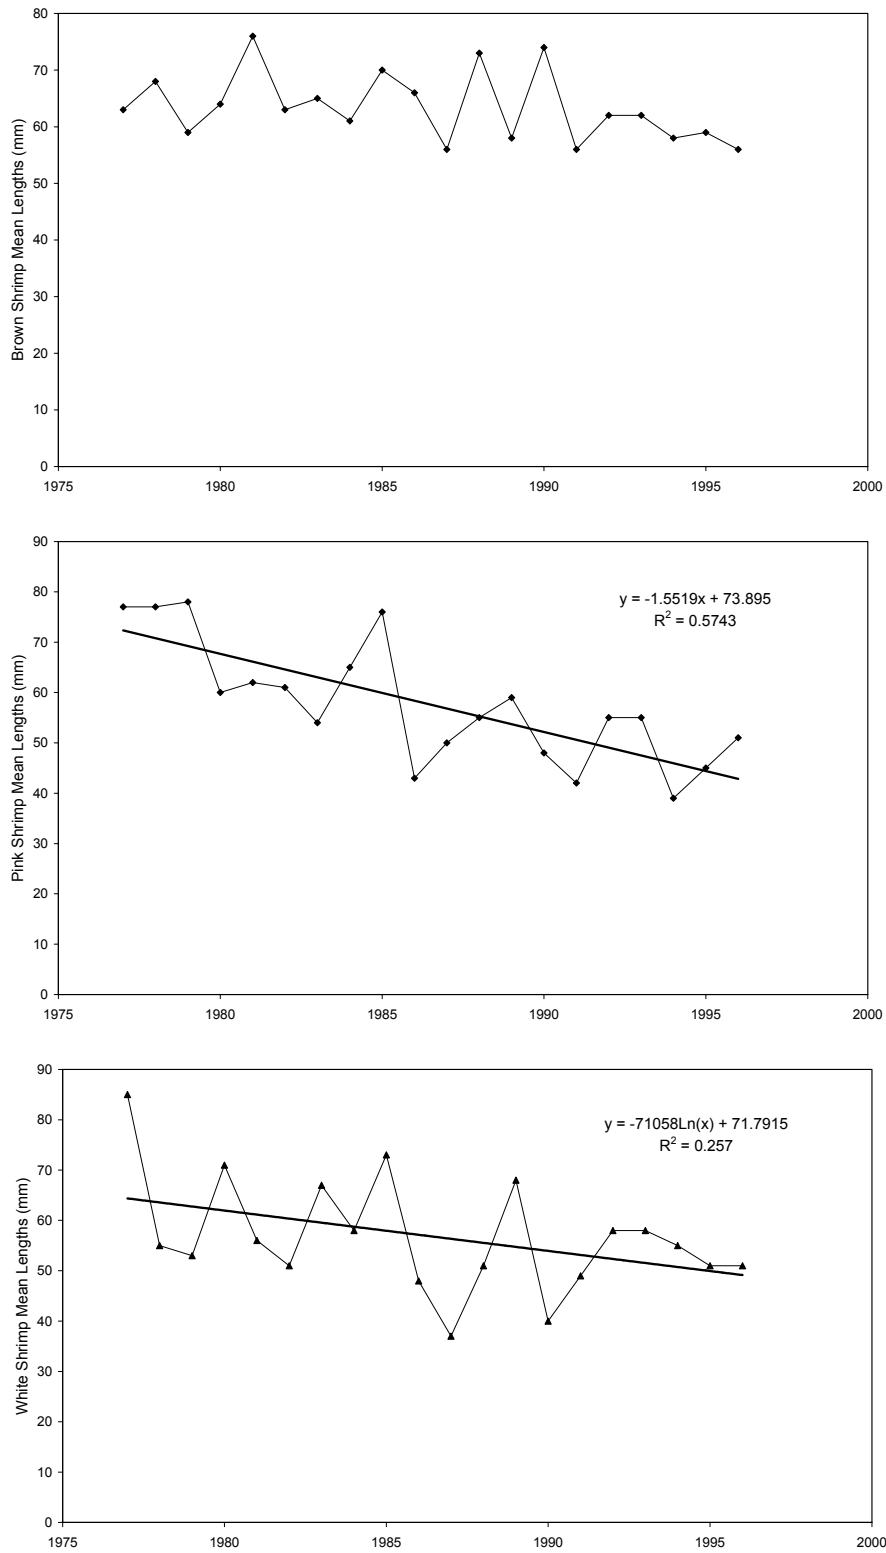 80
70
60
50
40
30
20
10
0
Brown Shrimp Mean Lengths (mm)
1975 1980 1985 1990 1995 2000
90
80
70
60
50
40
30
20
10
0
Pink Shrimp Mean Lengths (mm)
y = -1.5519x + 73.895
R² = 0.5743
1975 1980 1985 1990 1995 2000
90
80
70
60
50
40
30
20
10
0
White Shrimp Mean Lengths (mm)
y = -71058Ln(x) + 71.7915
R² = 0.257
1975 1980 1985 1990 1995 2000